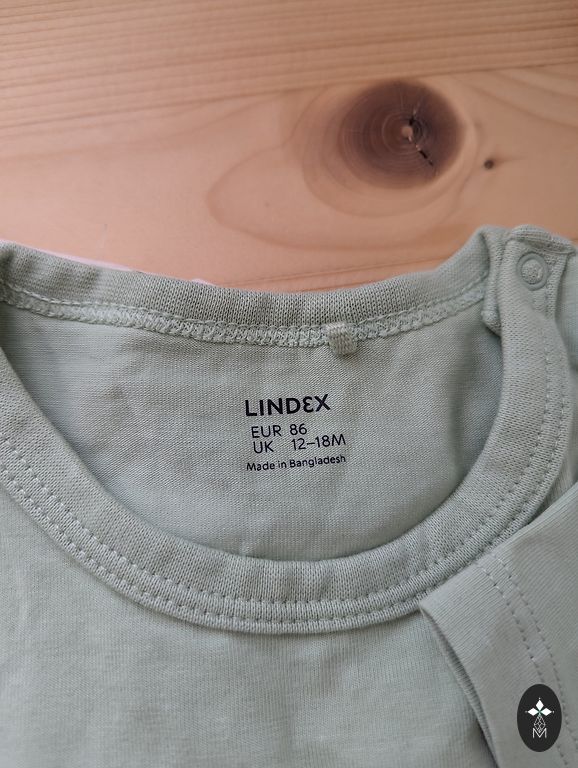 LINDEX
EUR 86
UK 12–18M
Made in Bangladesh
M